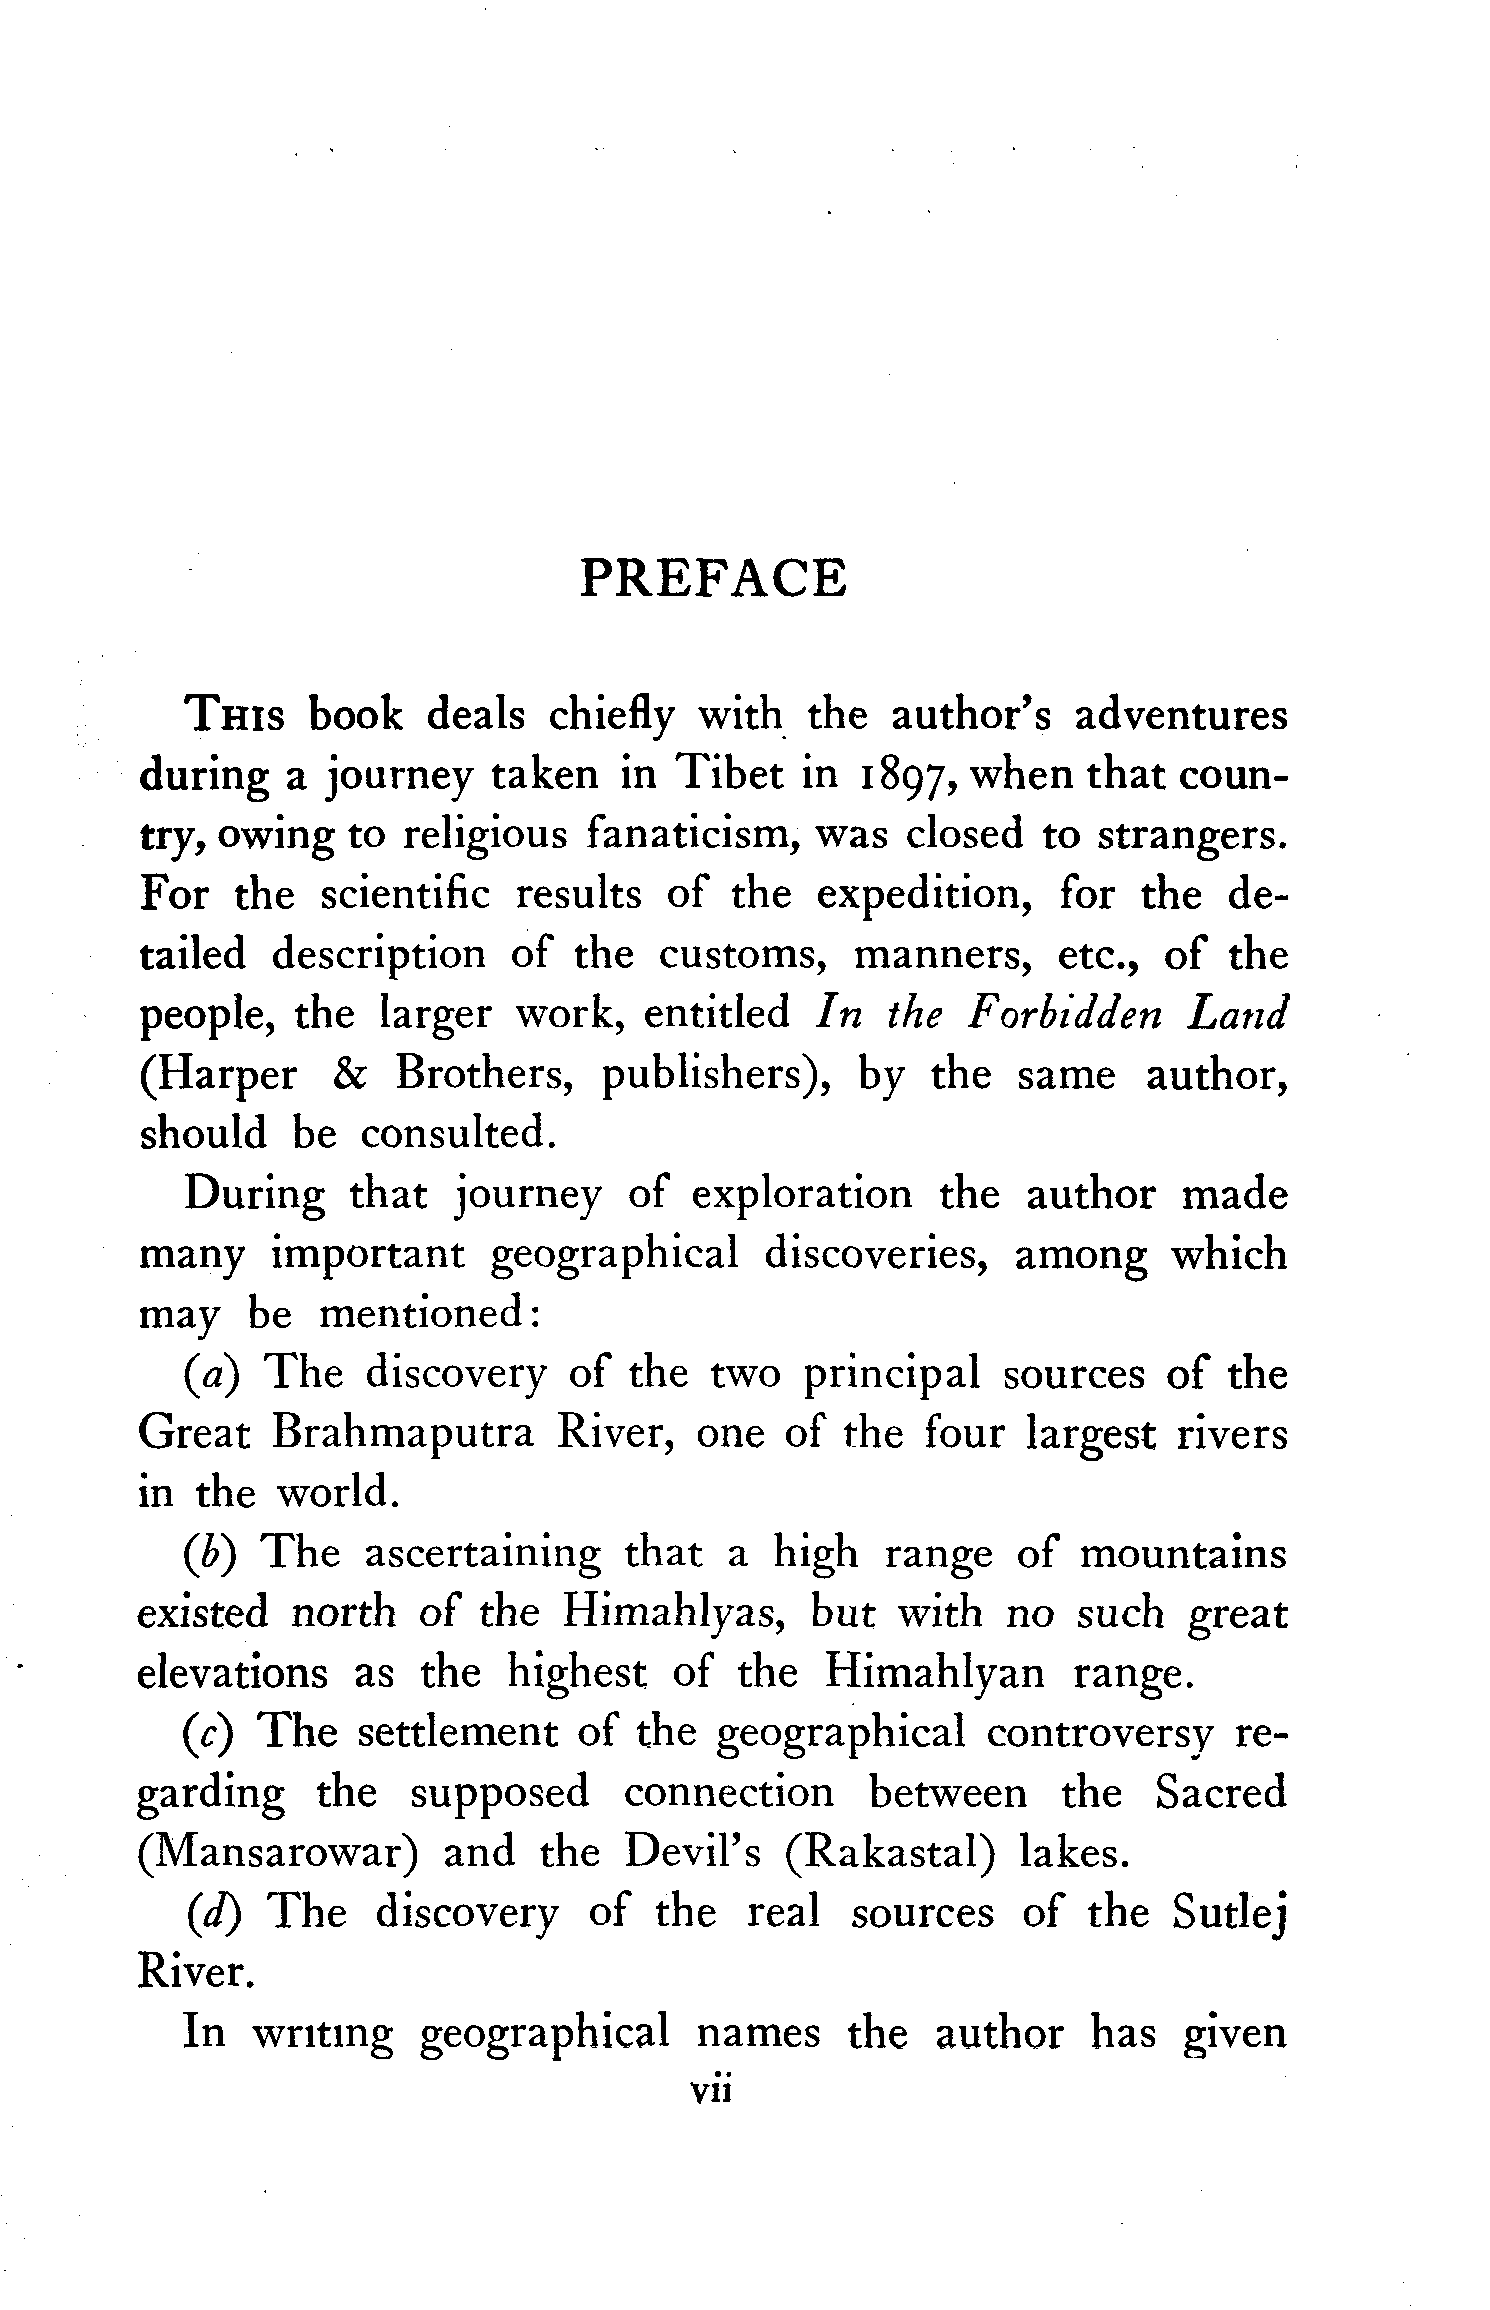 PREFACE
THIS book deals chiefly with the author's adventures
during a journey taken in Tibet in 1897, when that coun-
try, owing to religious fanaticism, was closed to strangers.
For the scientific results of the expedition, for the de-
tailed description of the customs, manners, etc., of the
people, the larger work, entitled In the Forbidden Land
(Harper & Brothers, publishers), by the same author,
should be consulted.
During that journey of exploration the author made
many important geographical discoveries, among which
may be mentioned:
(a) The discovery of the two principal sources of the
Great Brahmaputra River, one of the four largest rivers
in the world.
(b) The ascertaining that a high range of mountains
existed north of the Himahlyas, but with no such great
elevations as the highest of the Himahlyan range.
(c) The settlement of the geographical controversy re-
garding the supposed connection between the Sacred
(Mansarowar) and the Devil's (Rakastal) lakes.
(d) The discovery of the real sources of the Sutlej
River.
In writing geographical names the author has given
vii